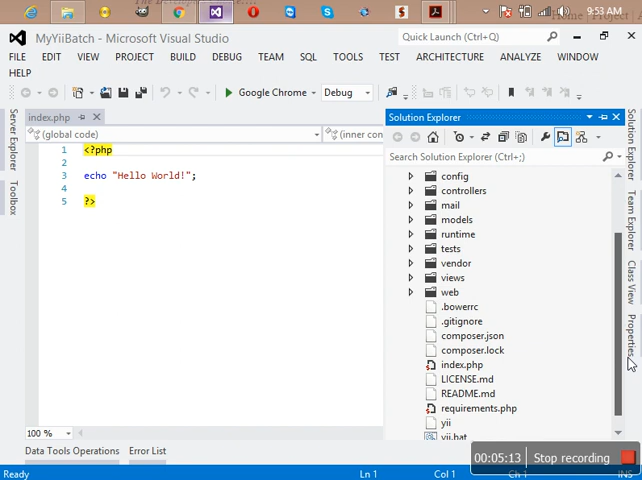 9:53 AM
MyYiiBatch - Microsoft Visual Studio
Quick Launch (Ctrl+Q)
FILE EDIT VIEW PROJECT BUILD DEBUG TEAM SQL TOOLS TEST ARCHITECTURE ANALYZE WINDOW
HELP
Google Chrome Debug
Server Explorer
Toolbox
index.php
(global code)
(inner con
1 <?php
2
3 echo "Hello World!";
4
5 ?>
100 %
Solution Explorer
Search Solution Explorer (Ctrl+;)
config
controllers
mail
models
runtime
tests
vendor
views
web
.bowerrc
.gitignore
composer.json
composer.lock
index.php
LICENSE.md
README.md
requirements.php
yii
yii.bat
Solution Explorer
Team Explorer
Class View
Properties
Data Tools Operations Error List
00:05:13 Stop recording
Ready Ln 1 Col 1 Ch 1 INS